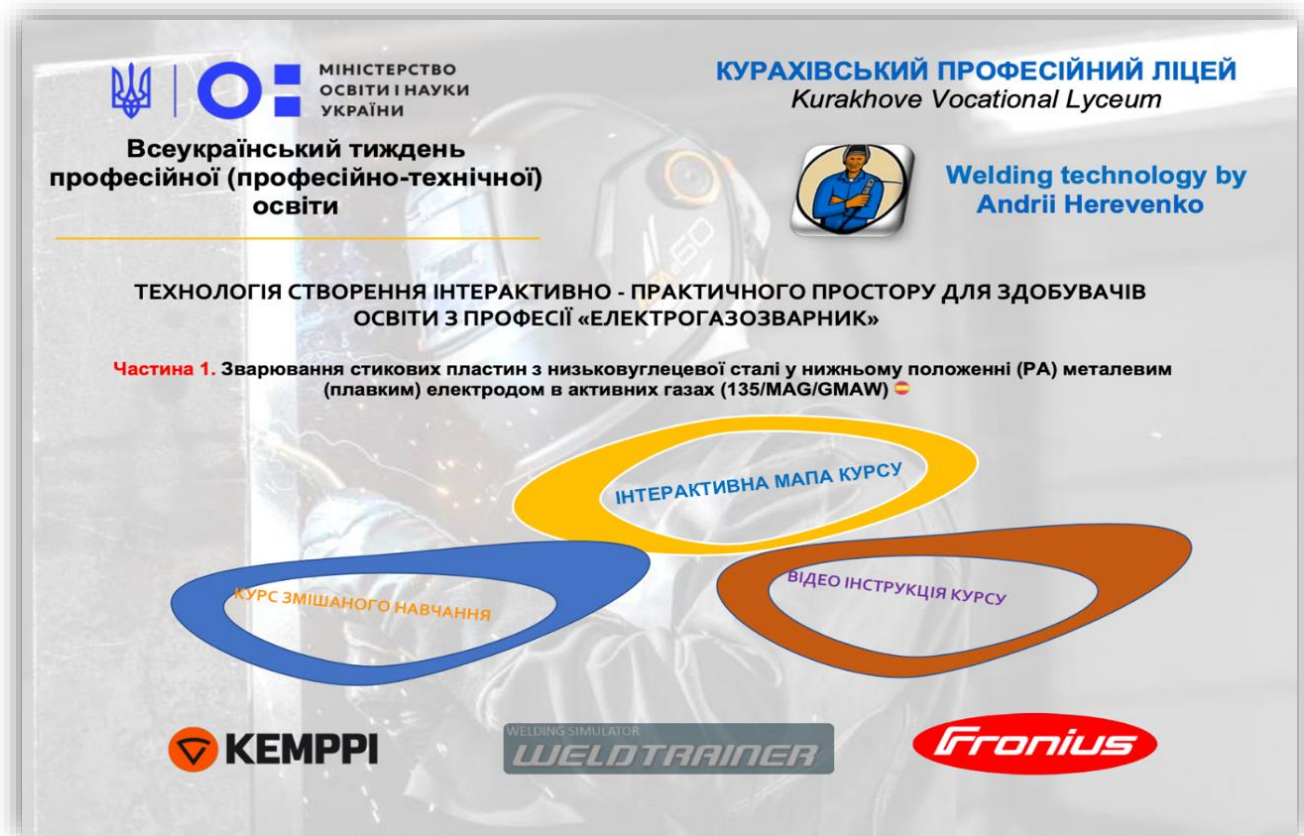 МІНІСТЕРСТВО
ОСВІТИ І НАУКИ
УКРАЇНИ
Всеукраїнський тиждень
професійної (професійно-технічної)
освіти
КУРАХІВСЬКИЙ ПРОФЕСІЙНИЙ ЛІЦЕЙ
Kurakhove Vocational Lyceum
Welding technology by
Andrii Herevenko
ТЕХНОЛОГІЯ СТВОРЕННЯ ІНТЕРАКТИВНО - ПРАКТИЧНОГО ПРОСТОРУ ДЛЯ ЗДОБУВАЧІВ
ОСВІТИ З ПРОФЕСІЇ «ЕЛЕКТРОГАЗОЗВАРНИК»
Частина 1. Зварювання стикових пластин з низьковуглецевої сталі у нижньому положенні (PA) металевим
(плавким) електродом в активних газах (135/MAG/GMAW)
ІНТЕРАКТИВНА МАПА КУРСУ
КУРС ЗМІШАНОГО НАВЧАННЯ
ВІДЕО ІНСТРУКЦІЯ КУРСУ
KEMPPI
WELDING SIMULATOR
WELDTRAINER
Fronius